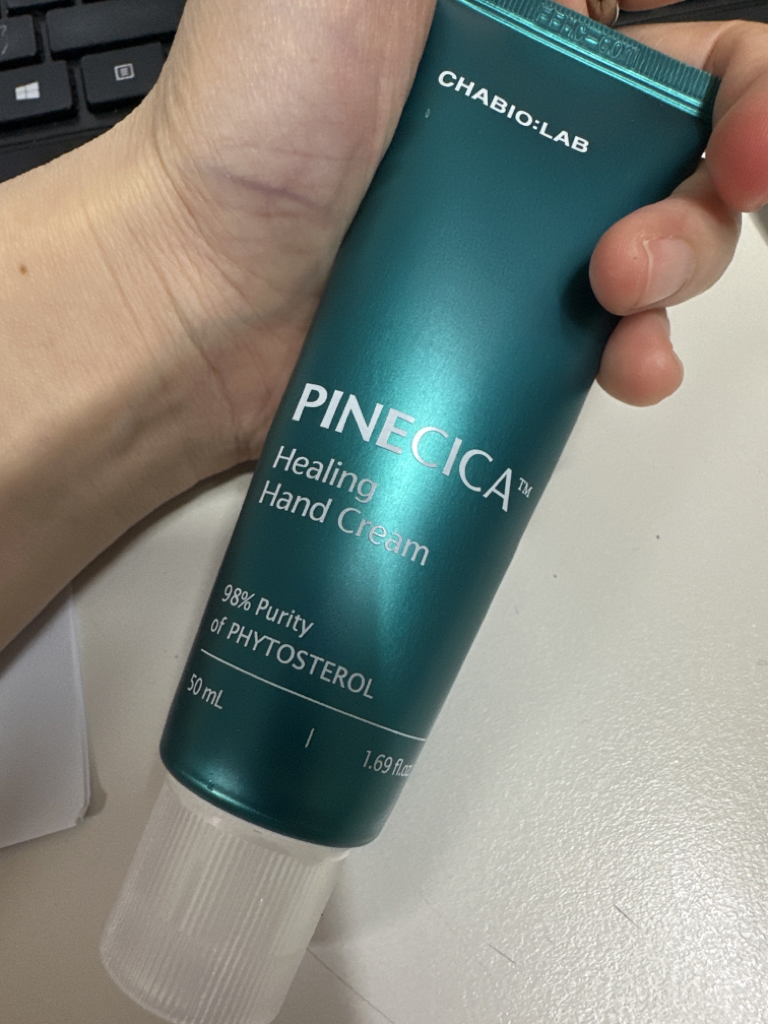 CHABIO:LAB
PINECICA™
Healing
Hand Cream
98% Purity
of PHYTOSTEROL
50 mL | 1.69 fl.oz